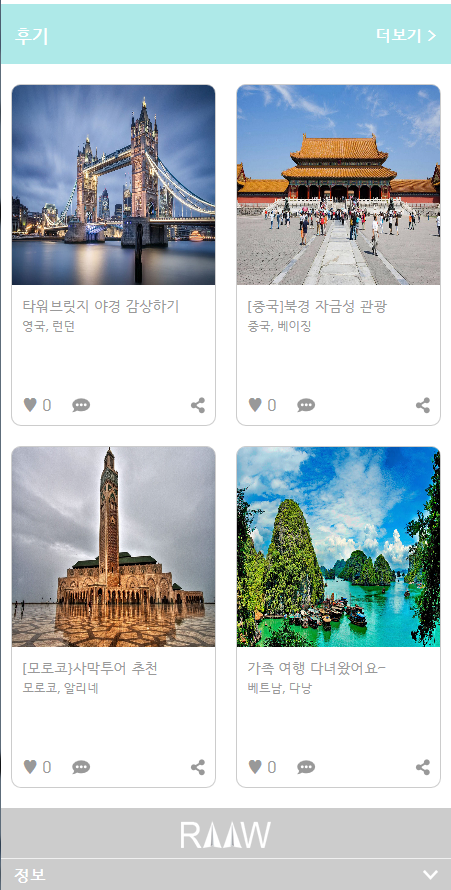 후기
더보기
타워브릿지 야경 감상하기
영국, 런던
0
[중국]북경 자금성 관광
중국, 베이징
0
[모로코}사막투어 추천
모로코, 알리네
0
가족 여행 다녀왔어요~
베트남, 다낭
0
RAAW
정보